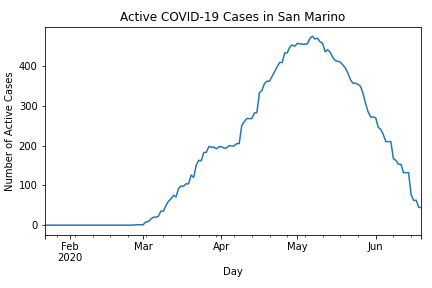 Active COVID-19 Cases in San Marino
Number of Active Cases
400
300
200
100
0
Feb
2020
Mar
Apr
May
Jun
Day